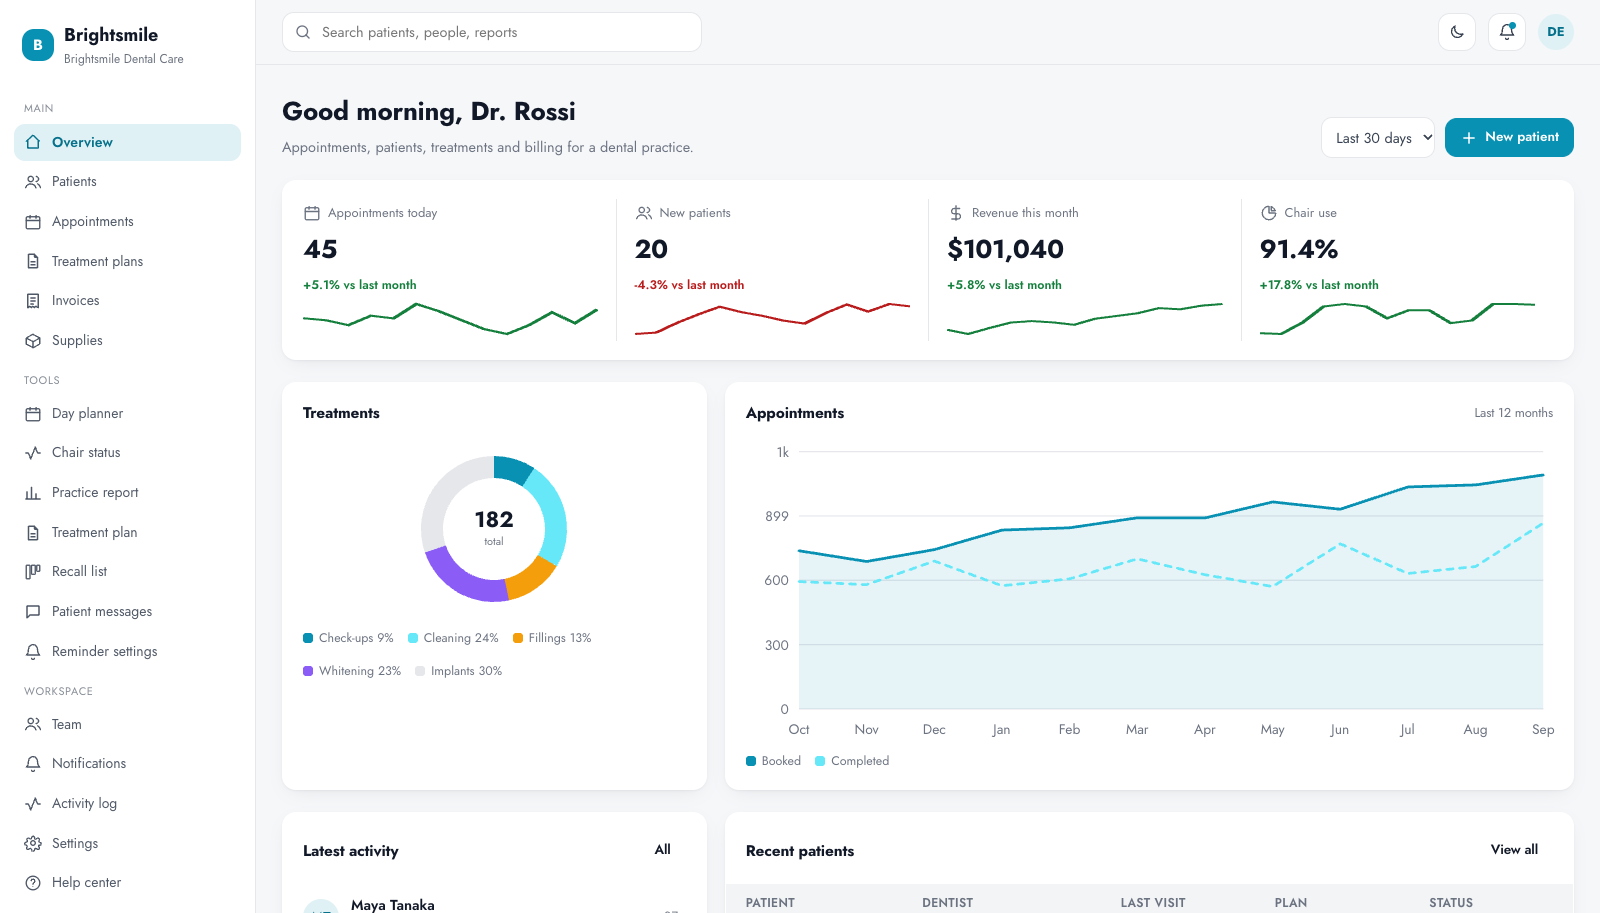 B
Brightsmile
Brightsmile Dental Care
MAIN
Overview
Patients
Appointments
Treatment plans
Invoices
Supplies
TOOLS
Day planner
Chair status
Practice report
Treatment plan
Recall list
Patient messages
Reminder settings
WORKSPACE
Team
Notifications
Activity log
Settings
Help center
Search patients, people, reports
DE
Good morning, Dr. Rossi
Appointments, patients, treatments and billing for a dental practice.
Last 30 days
New patient
Appointments today
45
+5.1% vs last month
New patients
20
-4.3% vs last month
Revenue this month
$101,040
+5.8% vs last month
Chair use
91.4%
+17.8% vs last month
Treatments
182
total
Check-ups 9% Cleaning 24% Fillings 13%
Whitening 23% Implants 30%
Appointments
Last 12 months
1k
899
600
300
0
Oct Nov Dec Jan Feb Mar Apr May Jun Jul Aug Sep
Booked Completed
Latest activity
All
Maya Tanaka
Recent patients
View all
PATIENT DENTIST LAST VISIT PLAN STATUS